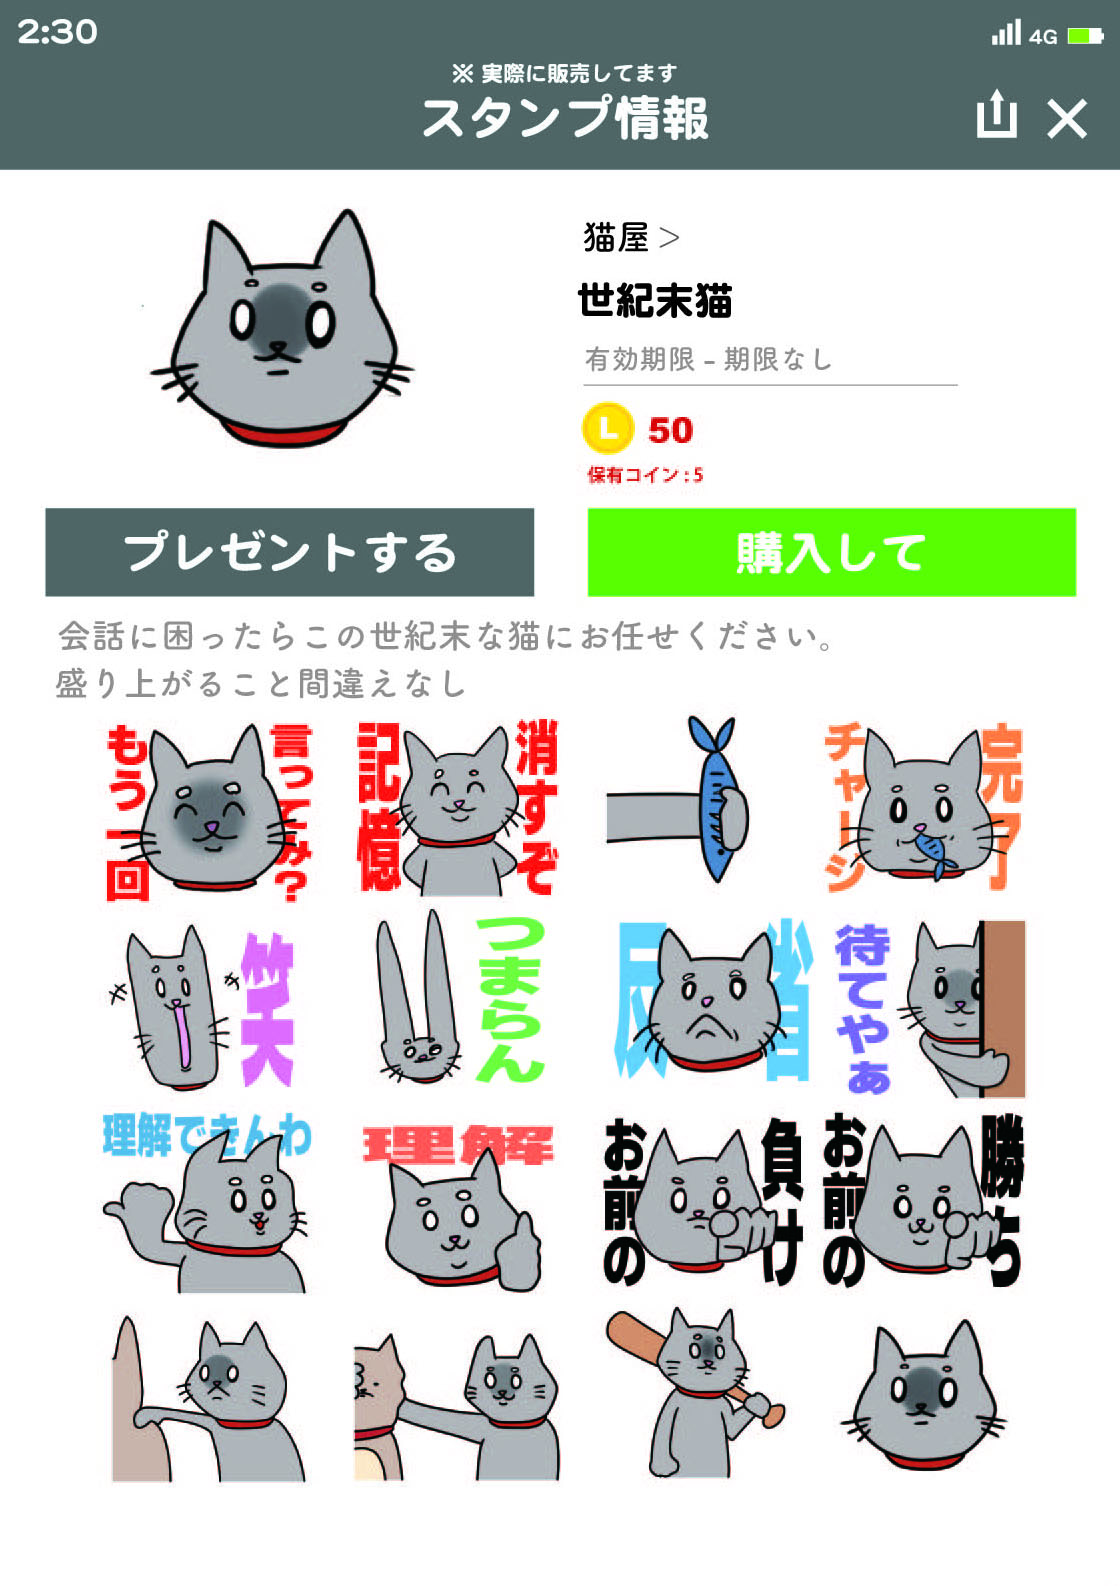 2:30
4G
※ 実際に販売してます
スタンプ情報
猫屋 >
世紀末猫
有効期限 - 期限なし
L 50
保有コイン : 5
プレゼントする
購入して
会話に困ったらこの世紀末な猫にお任せください。
盛り上がること間違えなし
もう一回
言ってみ?
記憶
消すぞ
チャージ
完了
笑
つまらん
反省
待てやぁ
理解できんわ
理解
お前の
負け
お前の
勝ち